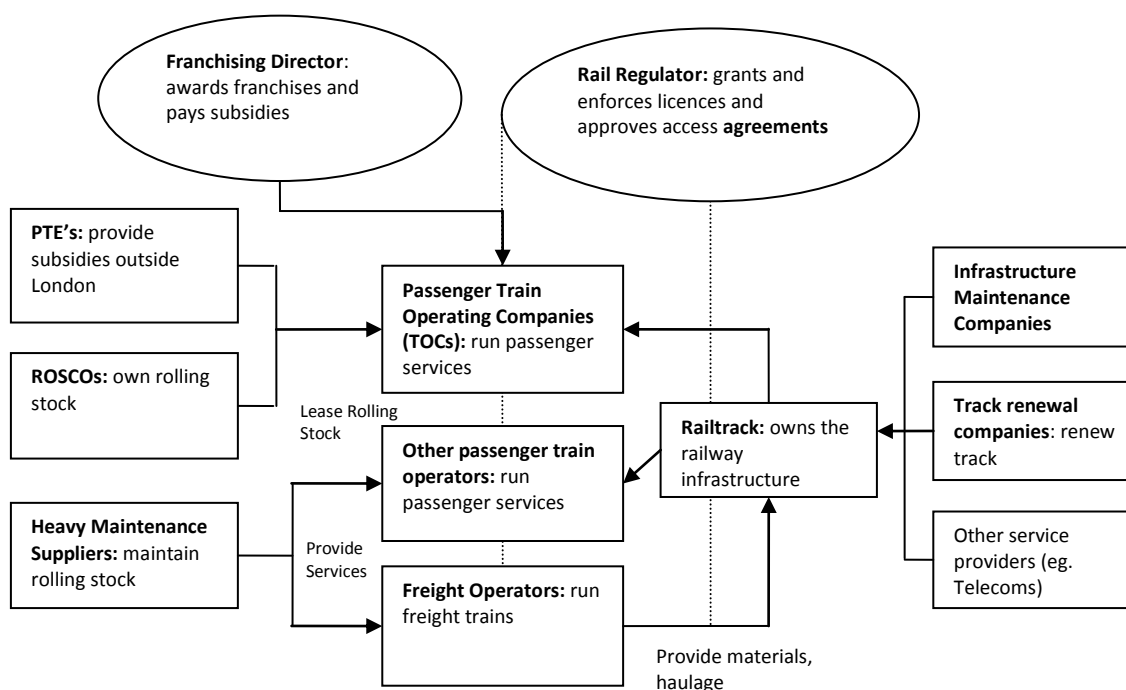 Franchising Director:
awards franchises and
pays subsidies
Rail Regulator: grants and
enforces licences and
approves access agreements
PTE's: provide
subsidies outside
London
Passenger Train
Operating Companies
(TOCs): run passenger
services
Infrastructure
Maintenance
Companies
ROSCOs: own rolling
stock
Lease Rolling
Stock
Railtrack: owns the
railway
infrastructure
Track renewal
companies: renew
track
Other passenger train
operators: run
passenger services
Heavy Maintenance
Suppliers: maintain
rolling stock
Provide
Services
Other service
providers (eg.
Telecoms)
Freight Operators: run
freight trains
Provide materials,
haulage